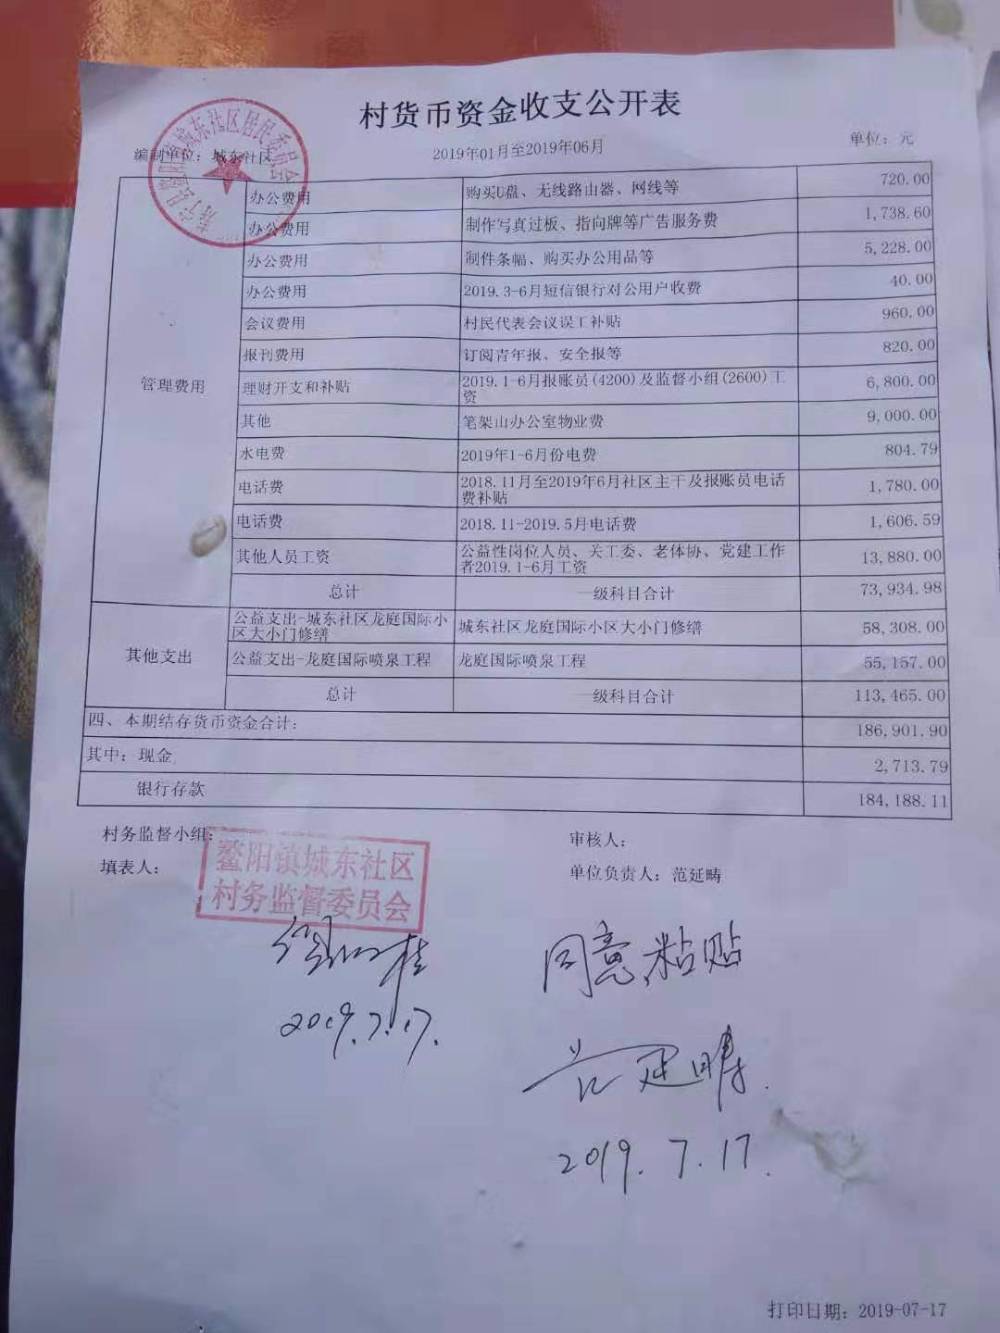 村货币资金收支公开表
编制单位：城东社区 2019年01月至2019年06月 单位：元
城东社区居民委员会
管理费用
办公费用 购买U盘、无线路由器、网线等 720.00
办公费用 制作写真过板、指向牌等广告服务费 1,738.60
办公费用 制件条幅、购买办公用品等 5,228.00
办公费用 2019.3-6月短信银行对公用户收费 40.00
会议费用 村民代表会议误工补贴 960.00
报刊费用 订阅青年报、安全报等 820.00
理财开支和补贴 2019.1-6月报账员(4200)及监督小组(2600)工资 6,800.00
其他 笔架山办公室物业费 9,000.00
水电费 2019年1-6月份电费 804.79
电话费 2018.11月至2019年6月社区主干及报账员电话费补贴 1,780.00
电话费 2018.11-2019.5月电话费 1,606.59
其他人员工资 公益性岗位人员、关工委、老体协、党建工作者2019.1-6月工资 13,880.00
总计 一级科目合计 73,934.98
其他支出
公益支出-城东社区龙庭国际小区大小门修缮 城东社区龙庭国际小区大小门修缮 58,308.00
公益支出-龙庭国际喷泉工程 龙庭国际喷泉工程 55,157.00
总计 一级科目合计 113,465.00
四、本期结存货币资金合计： 186,901.90
其中：现金 2,713.79
银行存款 184,188.11
村务监督小组： 审核人：
填表人： 单位负责人：范延畴
鳌阳镇城东社区
村务监督委员会
2019.7.17.
同意粘贴
范延畴.
2019.7.17.
打印日期：2019-07-17